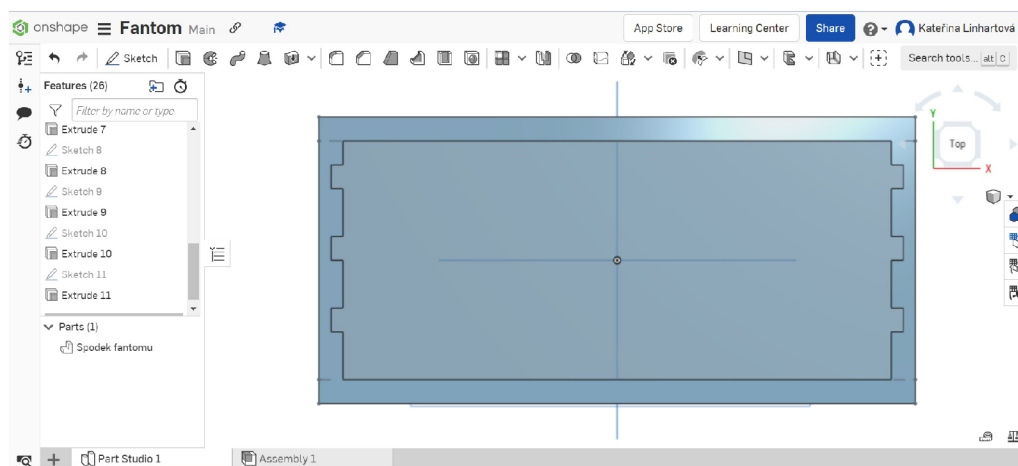 onshape Fantom Main App Store Learning Center Share Kateřina Linhartová
Sketch Search tools... alt C
Features (26)
Filter by name or type
Extrude 7
Sketch 8
Extrude 8
Sketch 9
Extrude 9
Sketch 10
Extrude 10
Sketch 11
Extrude 11
Parts (1)
Spodek fantomu
Y
Top
X
Part Studio 1 Assembly 1